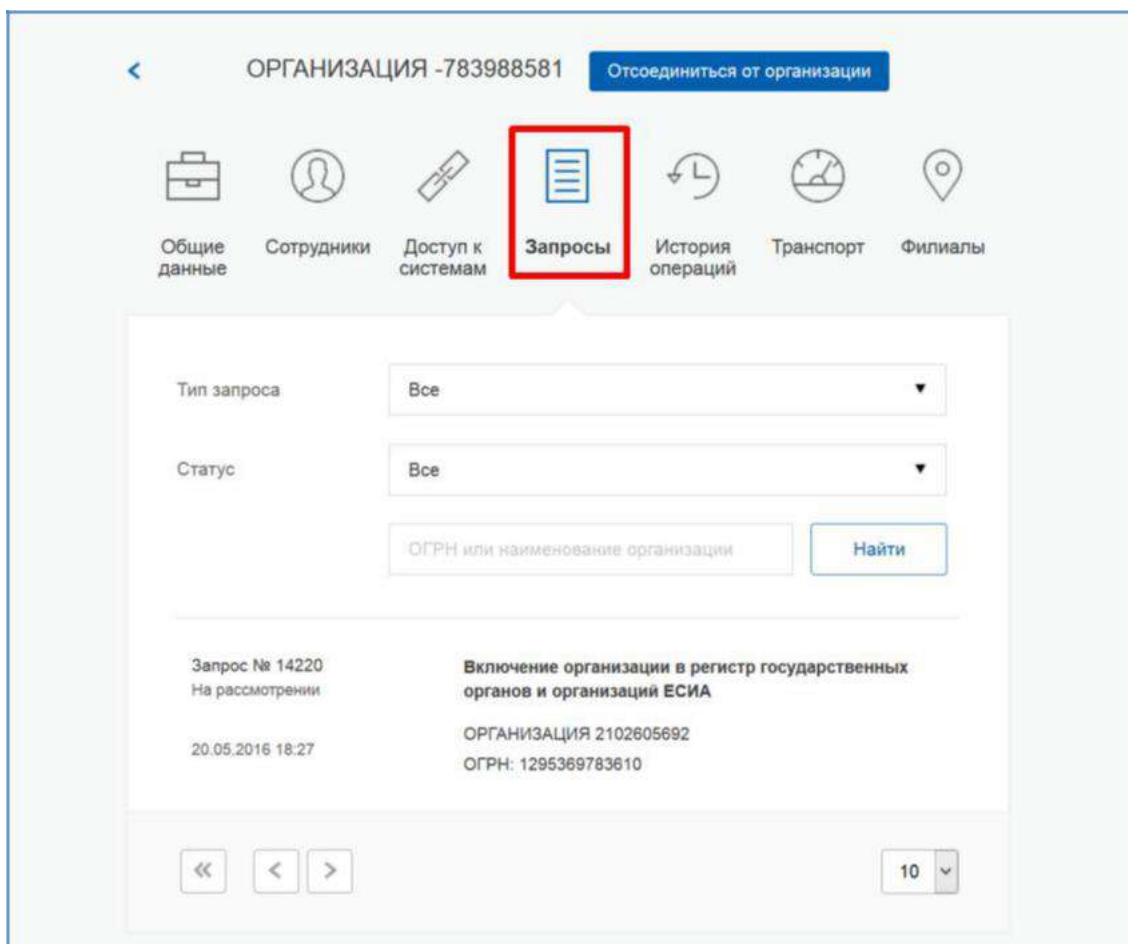 ОРГАНИЗАЦИЯ -783988581
Отсоединиться от организации
Общие
данные
Сотрудники
Доступ к
системам
Запросы
История
операций
Транспорт
Филиалы
Тип запроса
Все
Статус
Все
ОГРН или наименование организации
Найти
Запрос № 14220
На рассмотрении
20.05.2016 18:27
Включение организации в регистр государственных
органов и организаций ЕСИА
ОРГАНИЗАЦИЯ 2102605692
ОГРН: 1295369783610
10